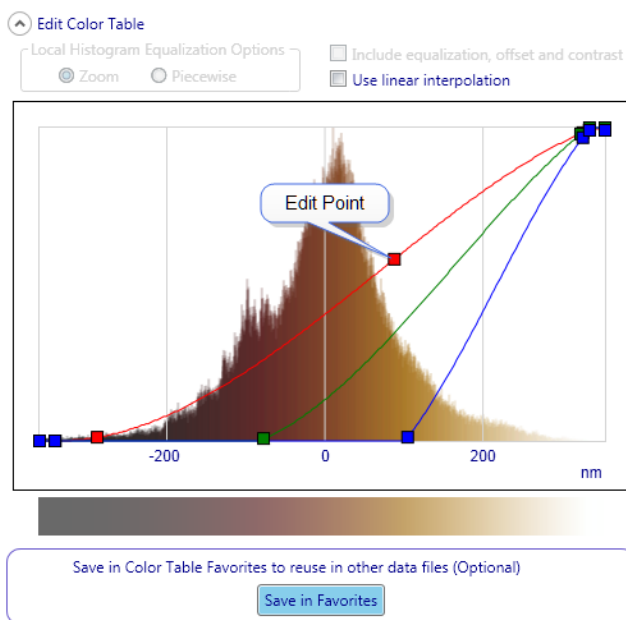 Edit Color Table
Local Histogram Equalization Options
Zoom
Piecewise
Include equalization, offset and contrast
Use linear interpolation
Edit Point
-200
0
200
nm
Save in Color Table Favorites to reuse in other data files (Optional)
Save in Favorites